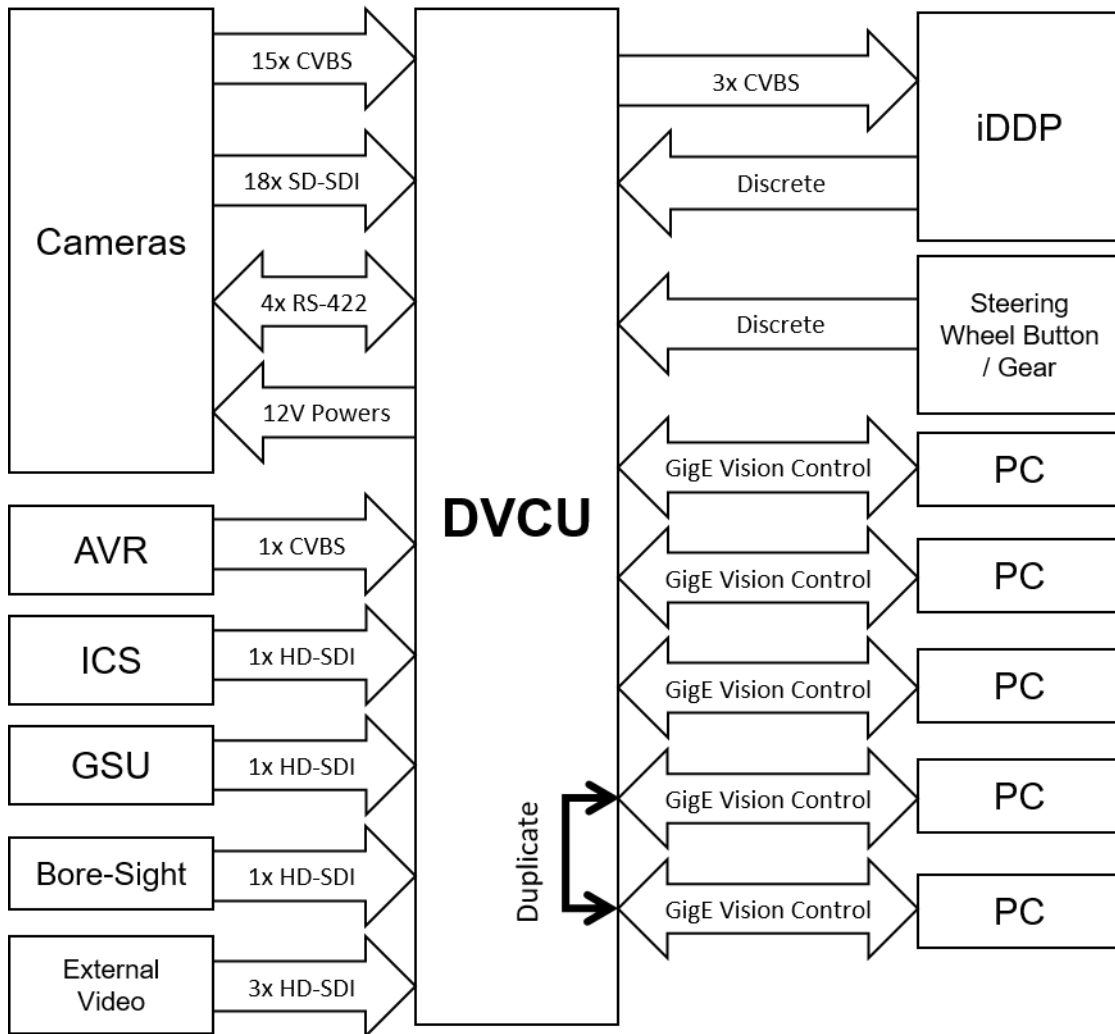 Cameras
15x CVBS
18x SD-SDI
4x RS-422
12V Powers
AVR
1x CVBS
ICS
1x HD-SDI
GSU
1x HD-SDI
Bore-Sight
1x HD-SDI
External
Video
3x HD-SDI
DVCU
Duplicate
3x CVBS
iDDP
Discrete
Discrete
Steering
Wheel Button
/ Gear
GigE Vision Control
PC
GigE Vision Control
PC
GigE Vision Control
PC
GigE Vision Control
PC
GigE Vision Control
PC